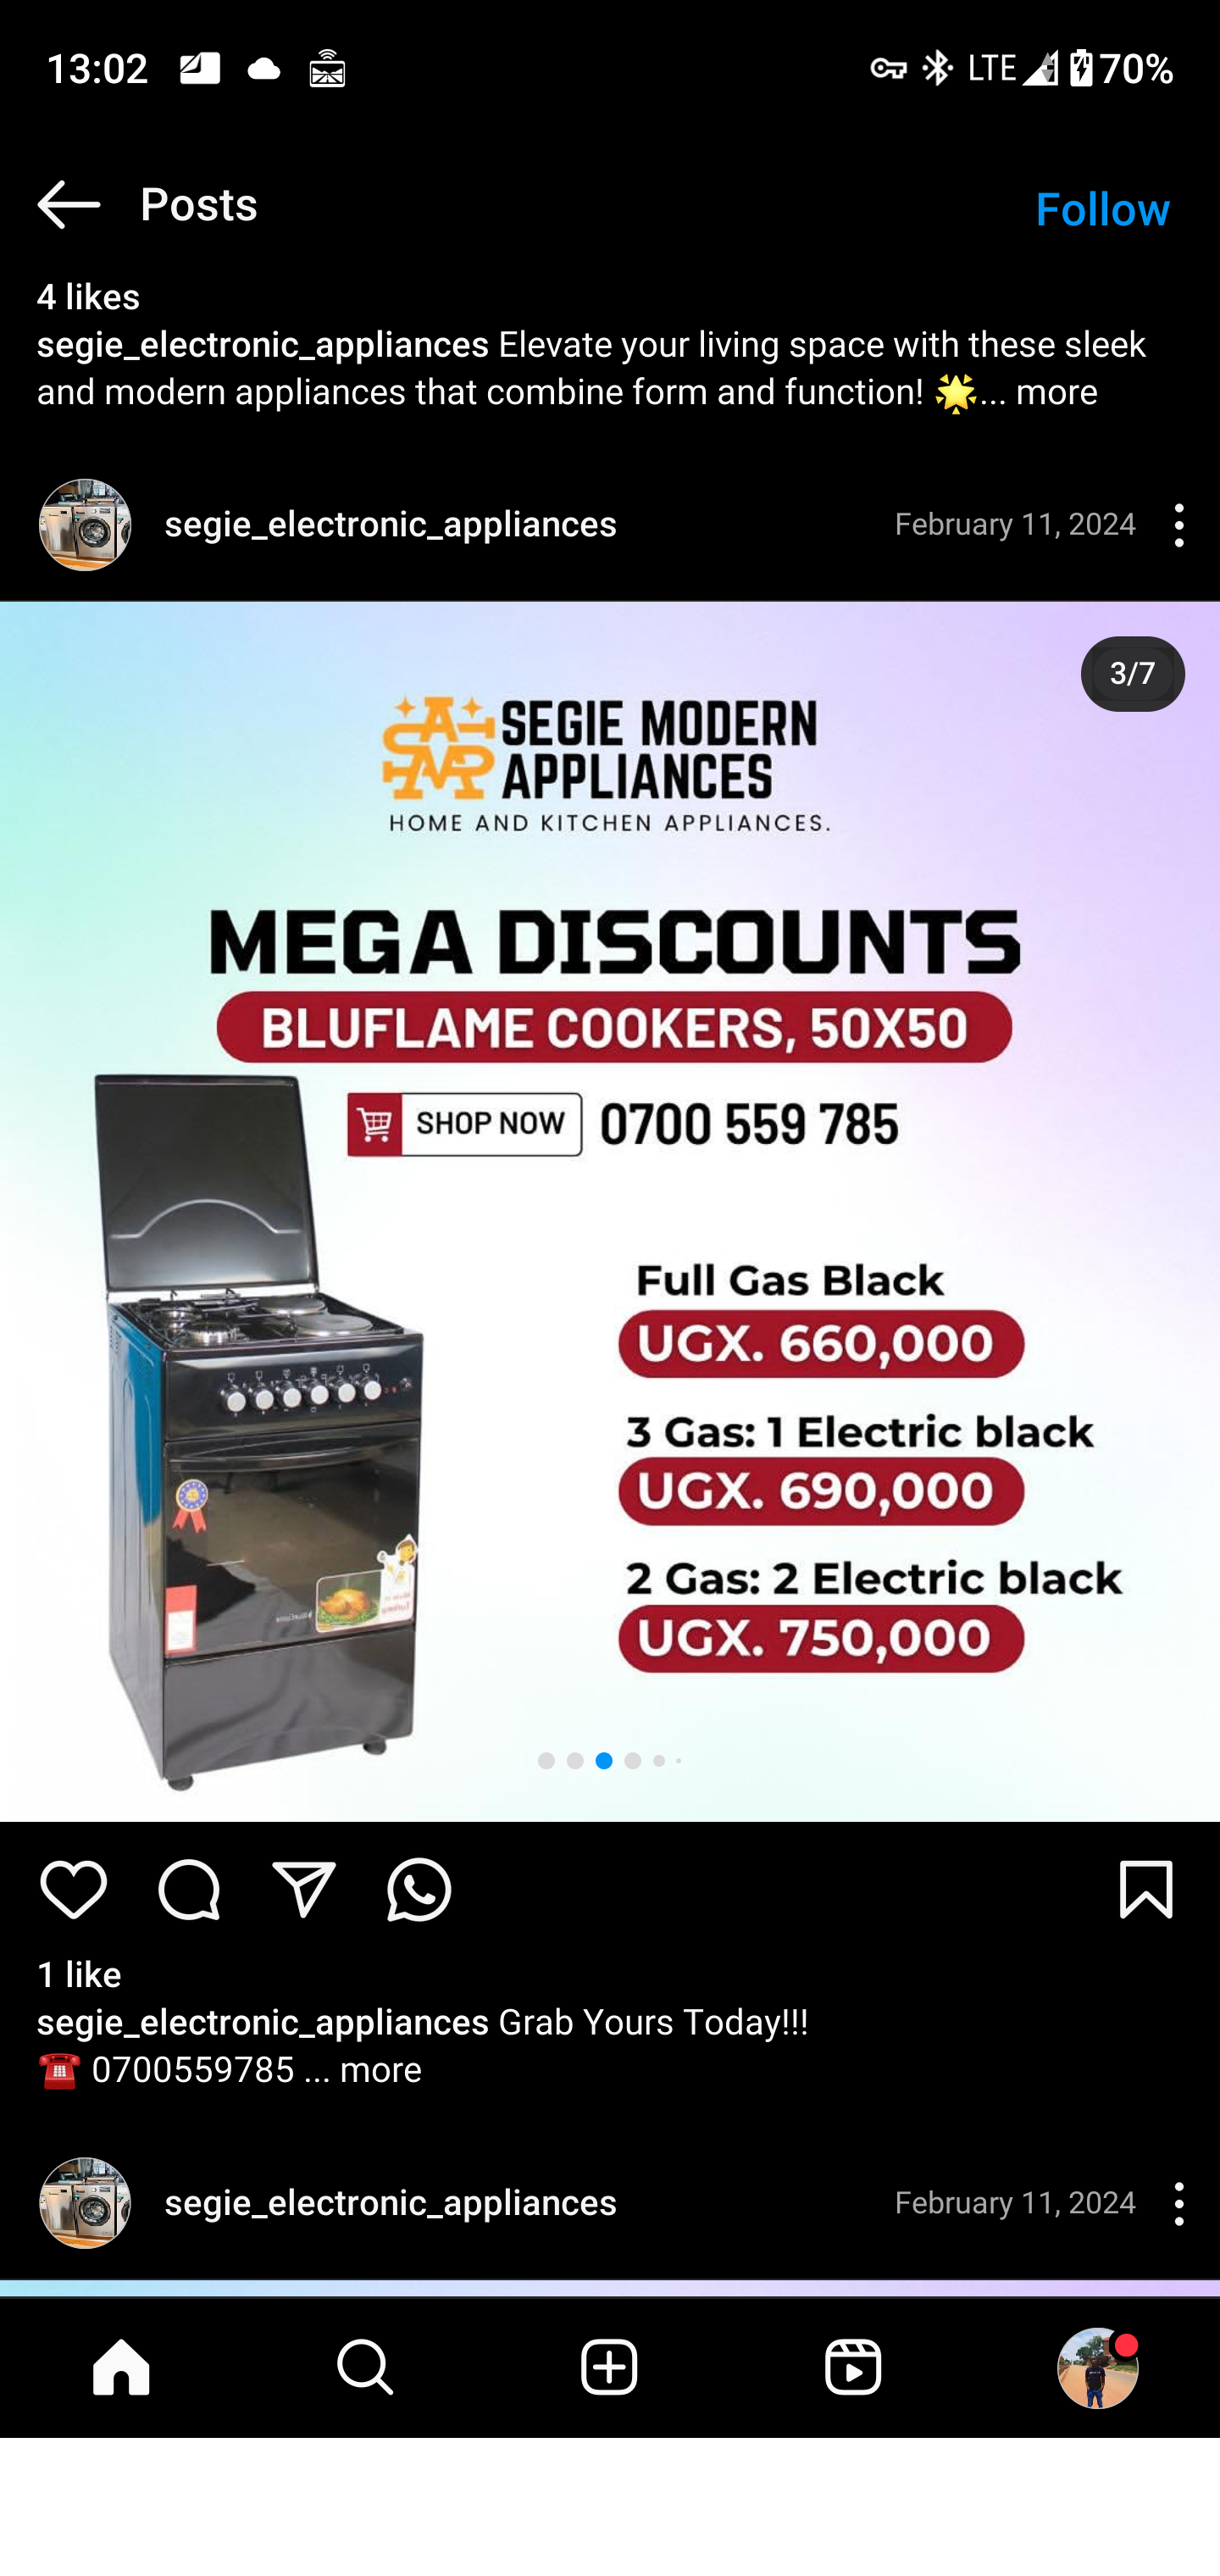 13:02
LTE
70%
Posts
Follow
4 likes
segie_electronic_appliances Elevate your living space with these sleek
and modern appliances that combine form and function! 🌟... more
segie_electronic_appliances
February 11, 2024
3/7
SEGIE MODERN
APPLIANCES
HOME AND KITCHEN APPLIANCES.
MEGA DISCOUNTS
BLUFLAME COOKERS, 50X50
SHOP NOW
0700 559 785
Full Gas Black
UGX. 660,000
3 Gas: 1 Electric black
UGX. 690,000
2 Gas: 2 Electric black
UGX. 750,000
1 like
segie_electronic_appliances Grab Yours Today!!!
☎️ 0700559785 ... more
segie_electronic_appliances
February 11, 2024